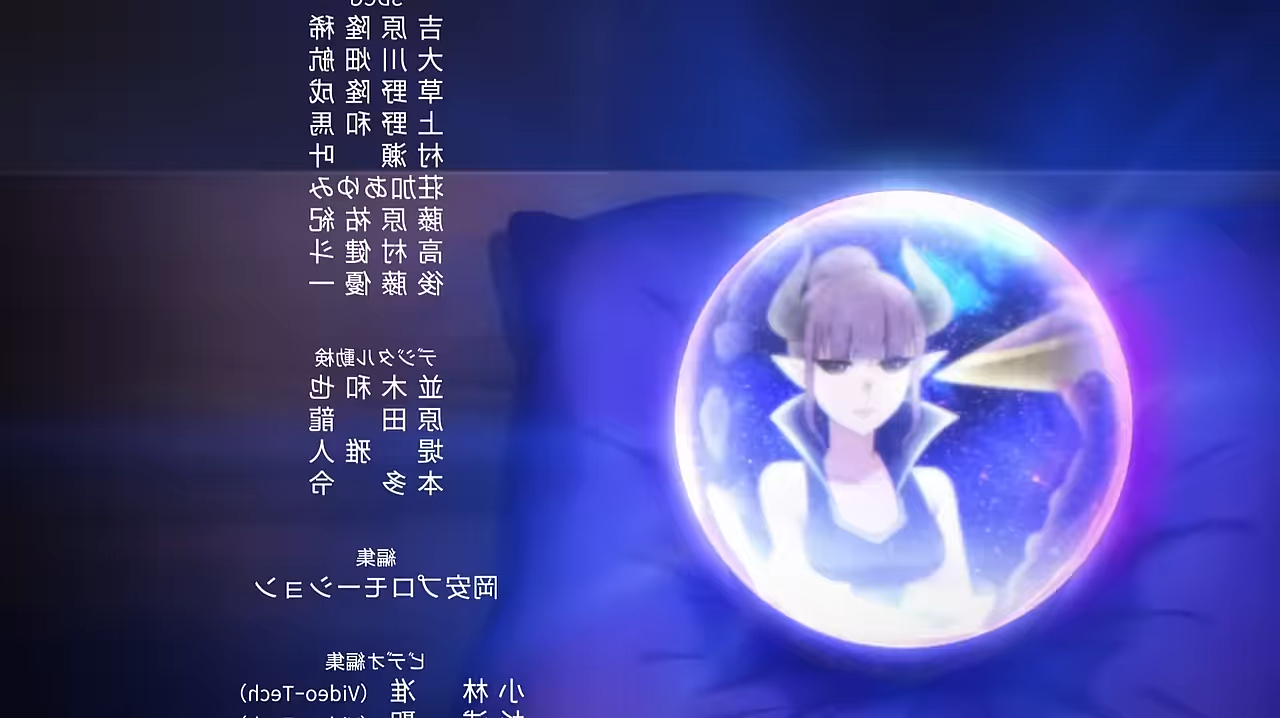 吉原隆稀
大川畑航
草野隆成
上野和馬
村瀬 叶
荘加あゆみ
藤原祐紀
高村健斗
後藤優一
デジタル動検
並木和也
原田 龍
堤 雅人
本多 令
編集
岡安プロモーション
ビデオ編集
小林 准 (Video-Tech)